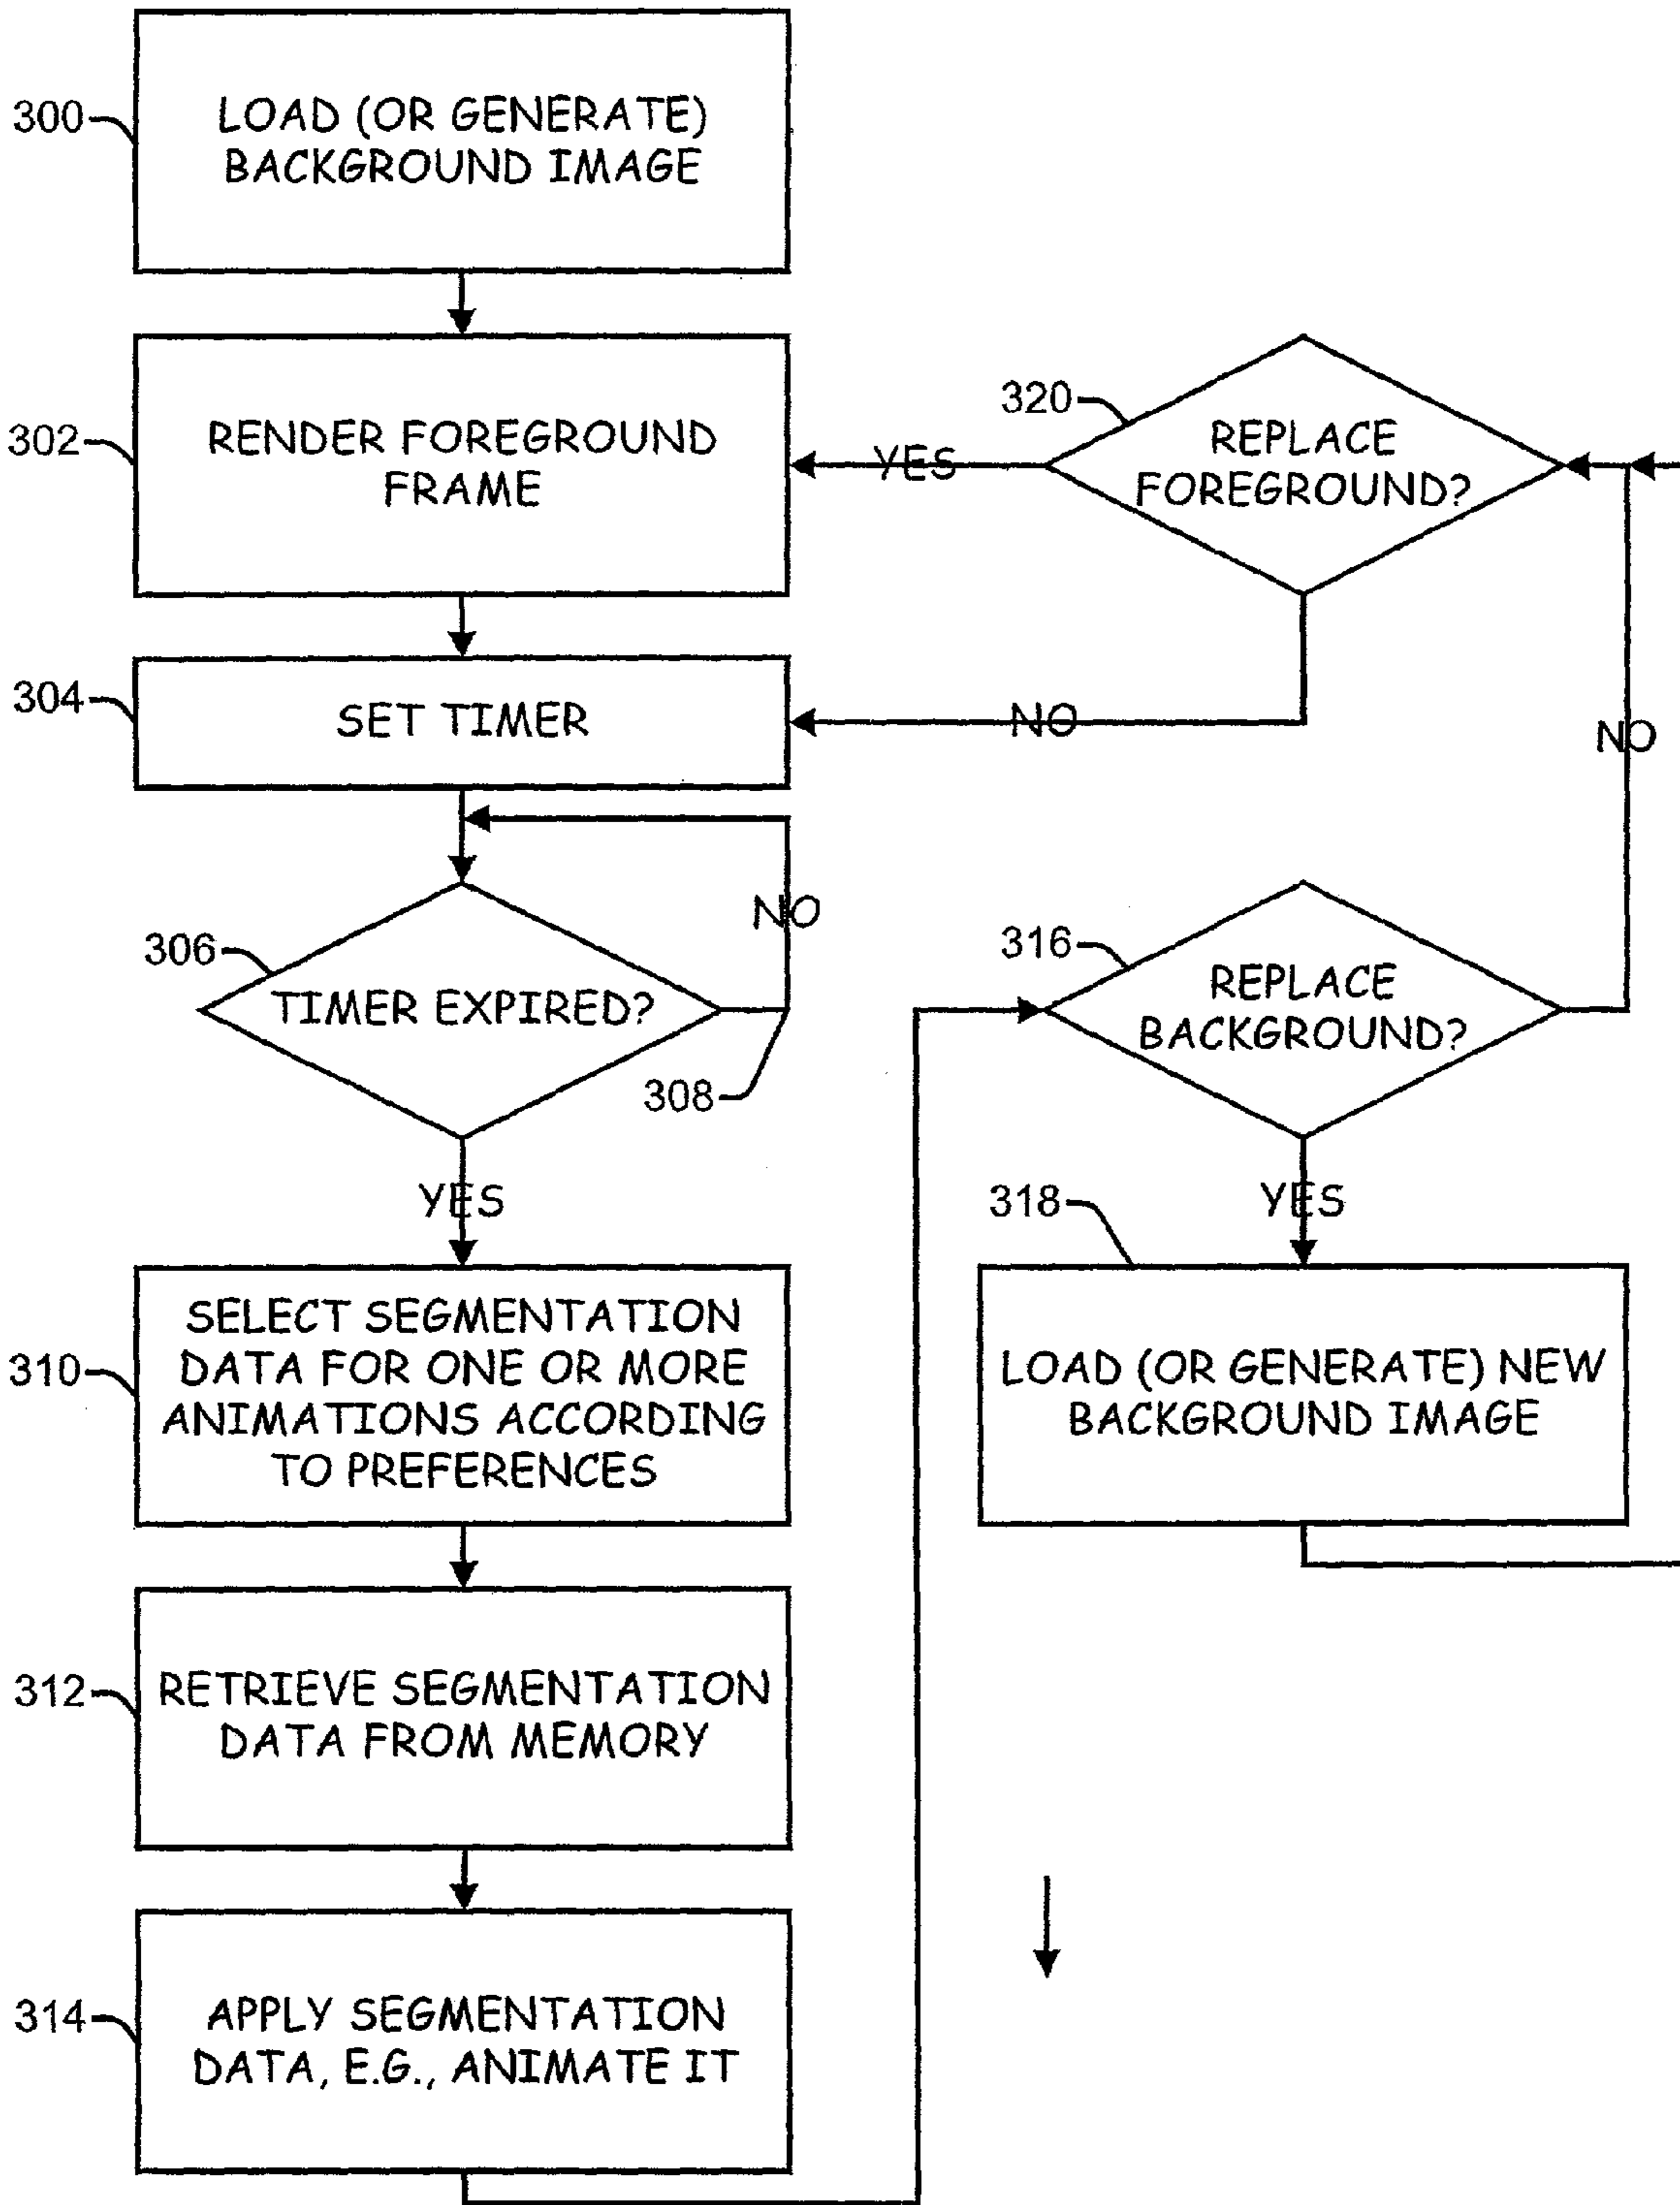 300
LOAD (OR GENERATE)
BACKGROUND IMAGE
302
RENDER FOREGROUND
FRAME
320
REPLACE
FOREGROUND?
YES
304
SET TIMER
NO
NO
306
TIMER EXPIRED?
NO
308
316
REPLACE
BACKGROUND?
YES
318
YES
310
SELECT SEGMENTATION
DATA FOR ONE OR MORE
ANIMATIONS ACCORDING
TO PREFERENCES
LOAD (OR GENERATE) NEW
BACKGROUND IMAGE
312
RETRIEVE SEGMENTATION
DATA FROM MEMORY
314
APPLY SEGMENTATION
DATA, E.G., ANIMATE IT